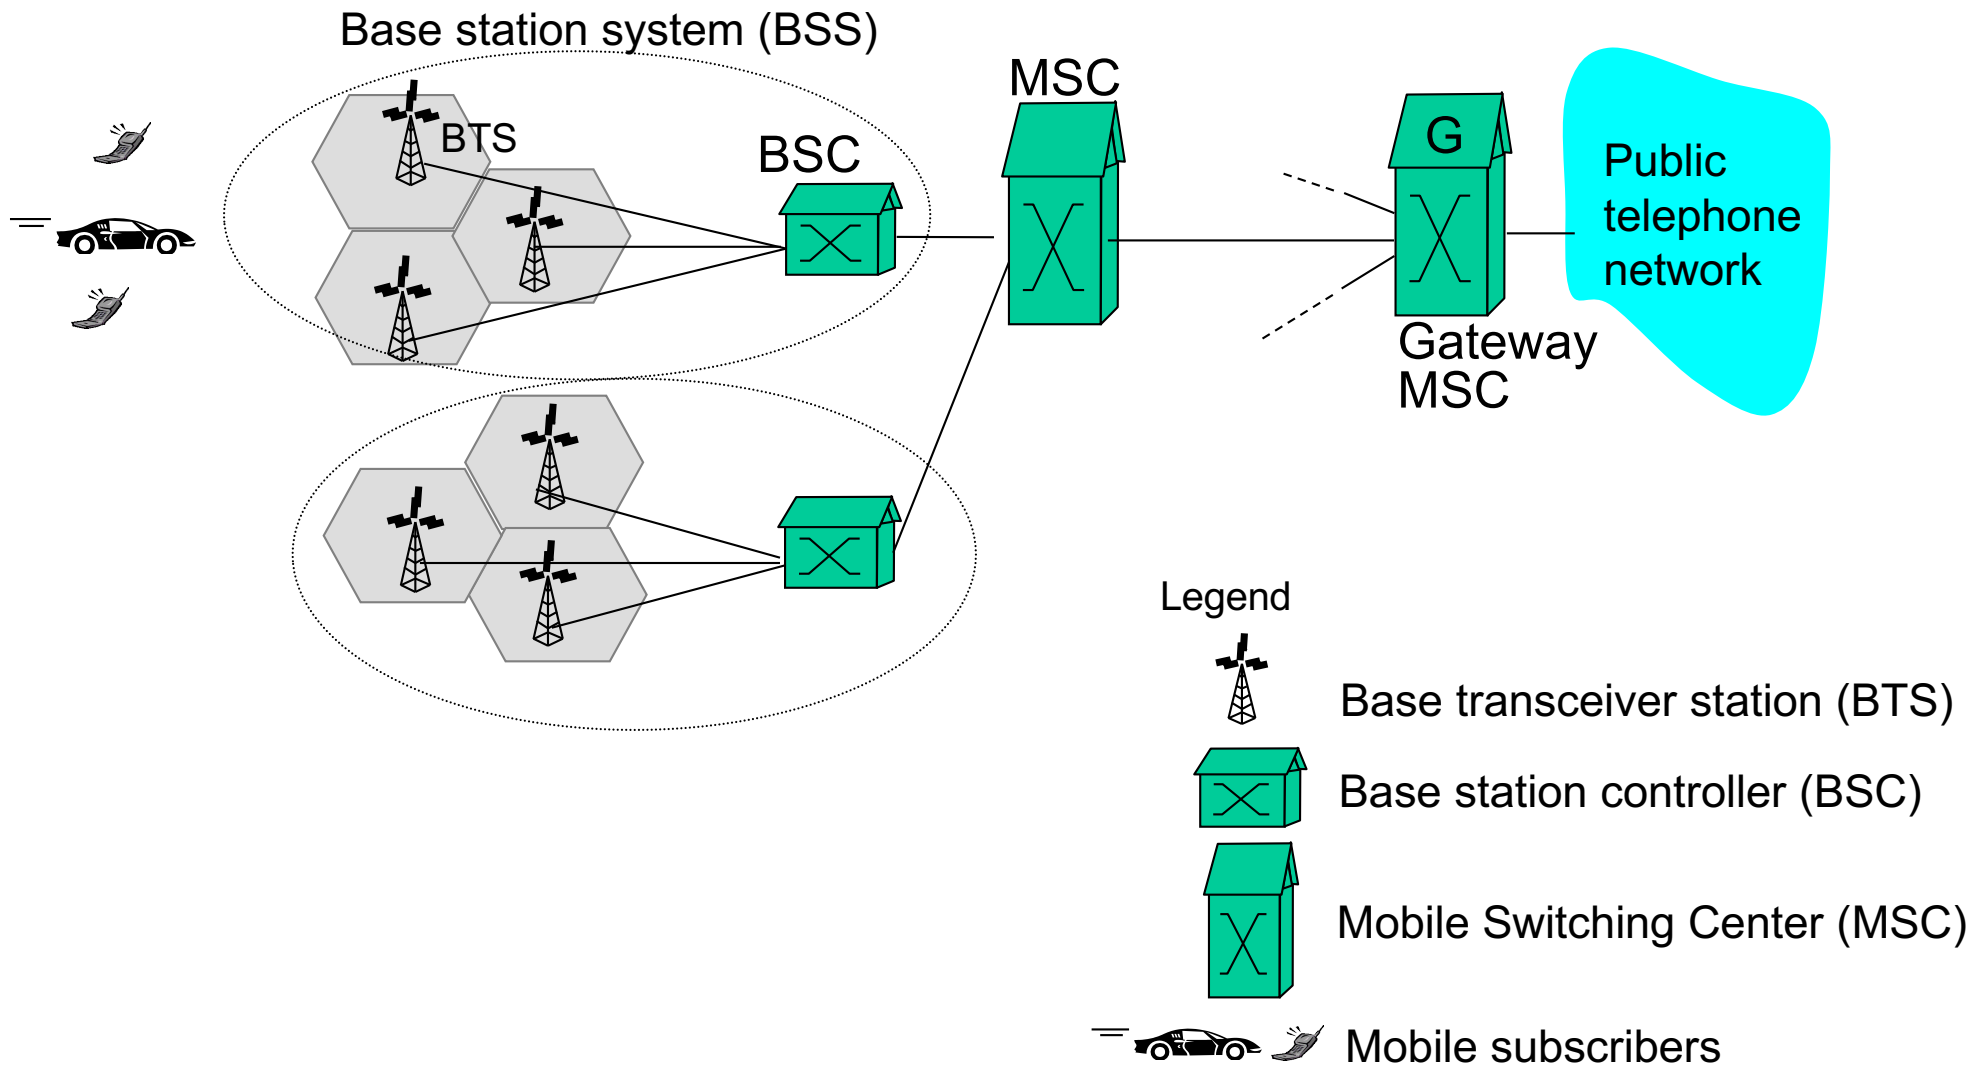 Base station system (BSS)
MSC
BTS
BSC
G
Public
telephone
network
Gateway
MSC
Legend
Base transceiver station (BTS)
Base station controller (BSC)
Mobile Switching Center (MSC)
Mobile subscribers